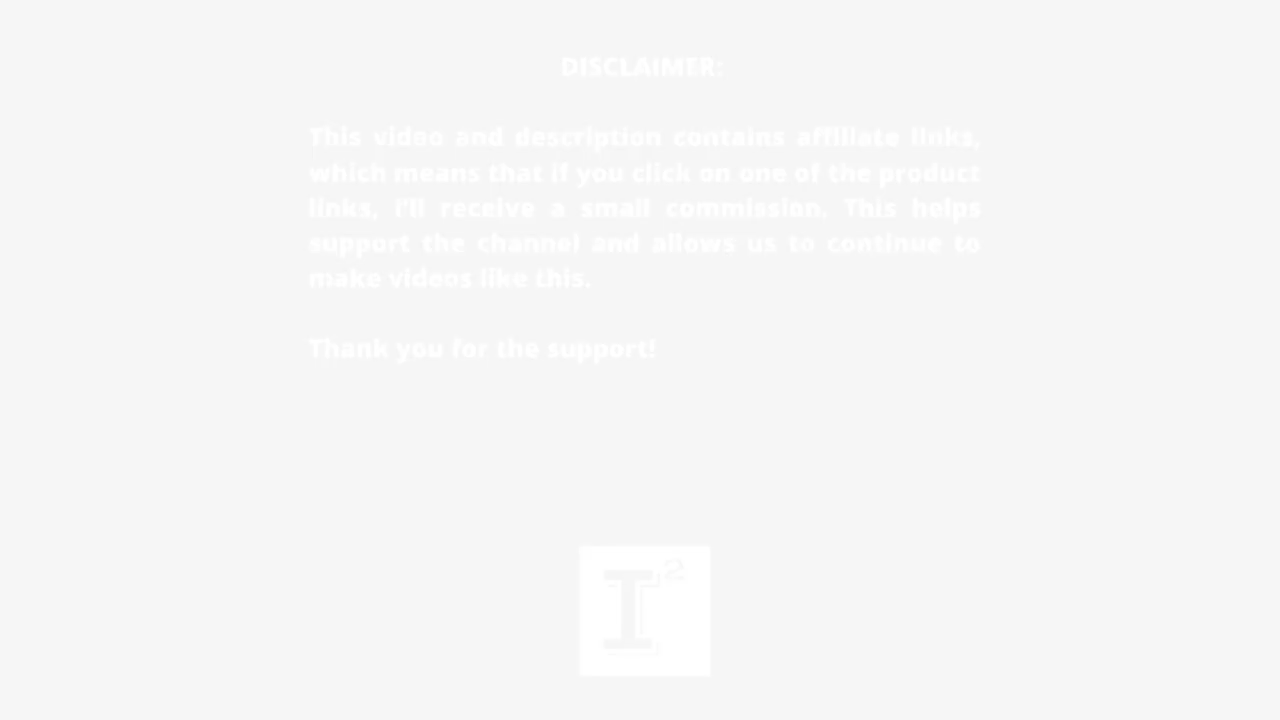 DISCLAIMER:
This video and description contains affiliate links,
which means that if you click on one of the product
links, I'll receive a small commission. This helps
support the channel and allows us to continue to
make videos like this.
Thank you for the support!
I²